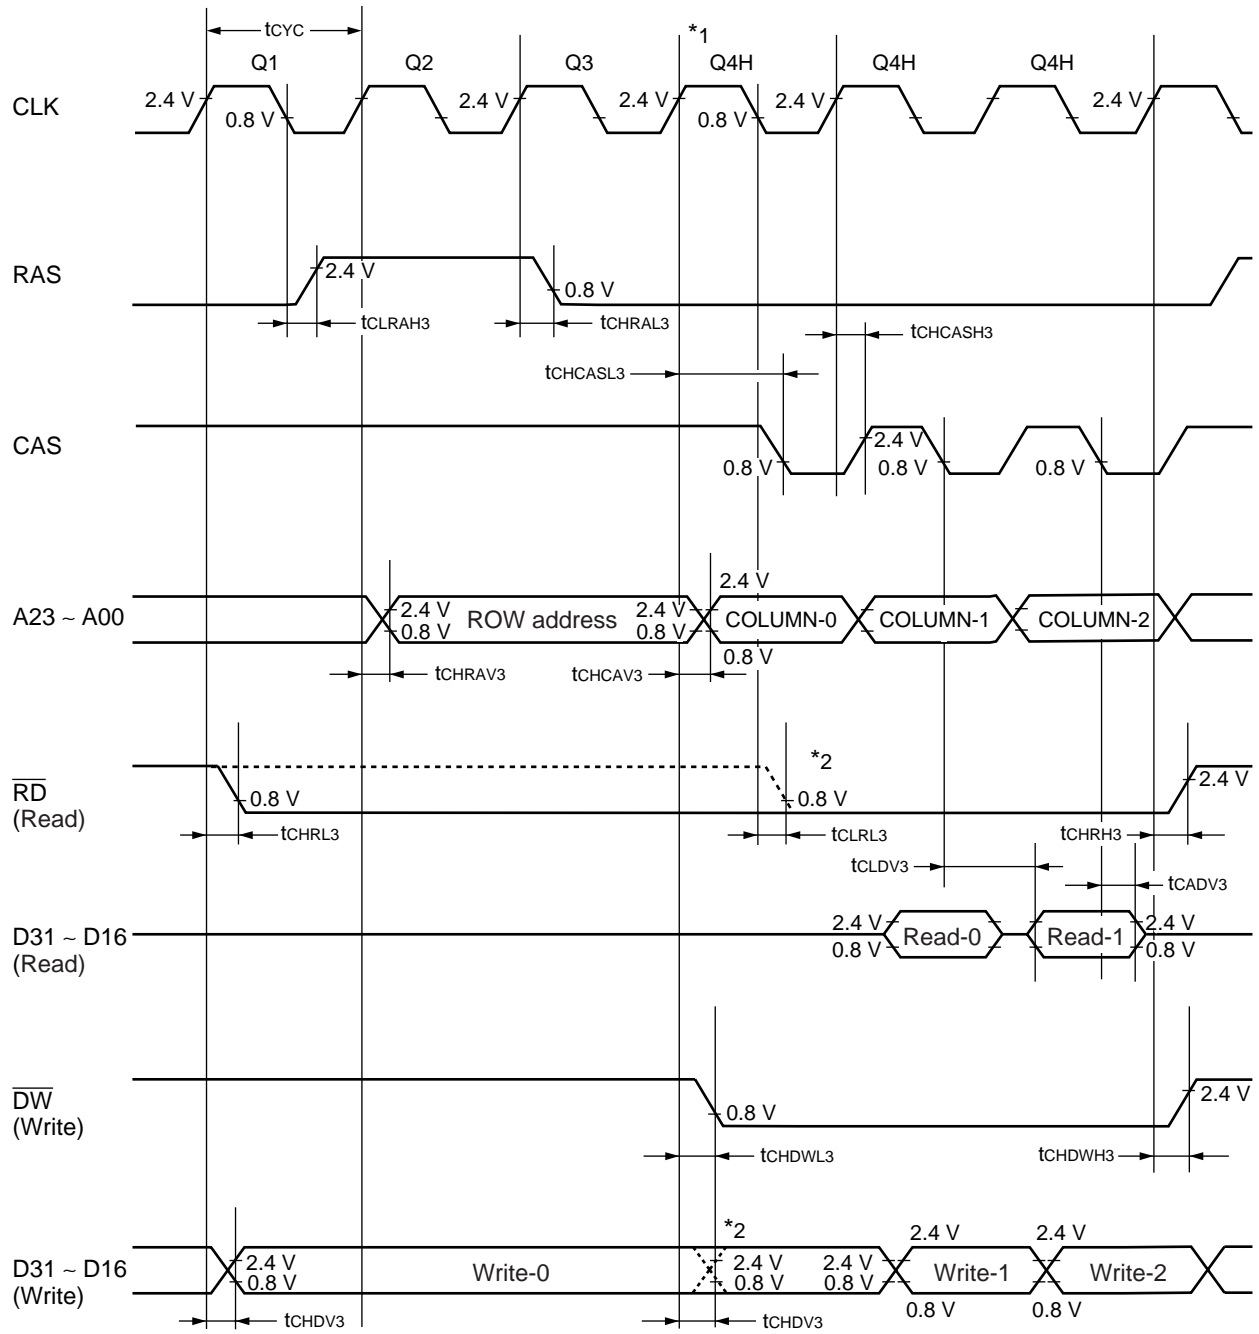 tCYC
*1
Q1 Q2 Q3 Q4H Q4H Q4H
CLK
2.4 V 2.4 V 2.4 V 2.4 V 2.4 V
0.8 V 0.8 V
RAS
2.4 V
0.8 V
tCLRAH3 tCHRAL3 tCHCASH3
tCHCASL3
CAS
2.4 V
0.8 V 0.8 V 0.8 V
2.4 V
A23 ~ A00
2.4 V ROW address 2.4 V COLUMN-0 COLUMN-1 COLUMN-2
0.8 V 0.8 V
0.8 V
tCHRAV3 tCHCAV3
*2
RD
(Read)
0.8 V 0.8 V 2.4 V
tCHRL3 tCLRL3 tCHRH3
tCLDV3 tCADV3
D31 ~ D16
(Read)
2.4 V Read-0 Read-1 2.4 V
0.8 V 0.8 V
DW
(Write)
0.8 V 2.4 V
tCHDWL3 tCHDWH3
*2
2.4 V 2.4 V
D31 ~ D16
(Write)
2.4 V Write-0 2.4 V 2.4 V Write-1 Write-2
0.8 V 0.8 V 0.8 V
0.8 V 0.8 V
tCHDV3 tCHDV3